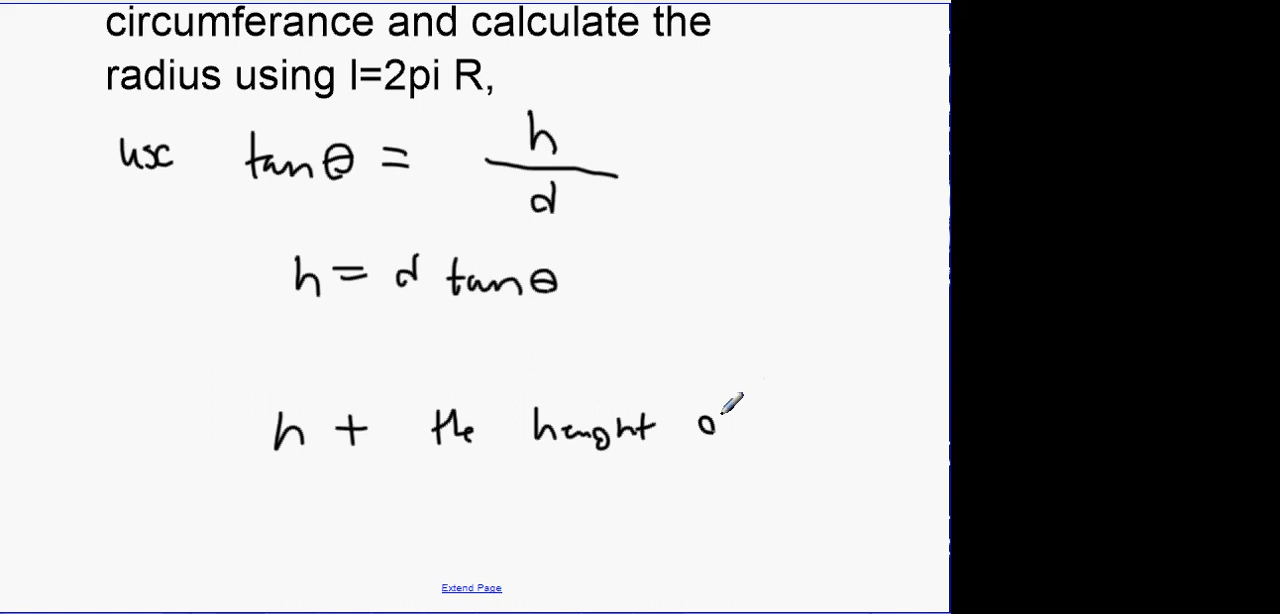 circumferance and calculate the
radius using l=2pi R,
use tanθ = h/d
h = d tanθ
h + the height o
Extend Page